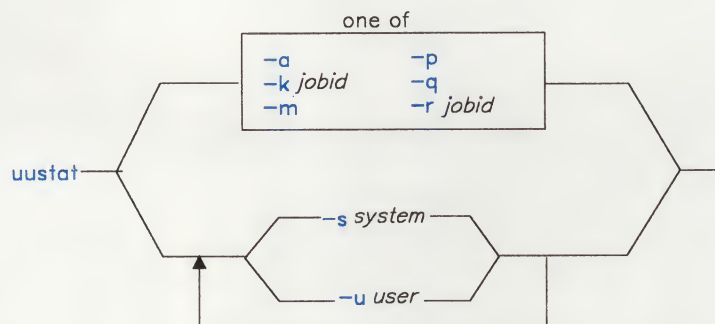 one of
-a -p
-k jobid -q
-m -r jobid
uustat
-s system
-u user